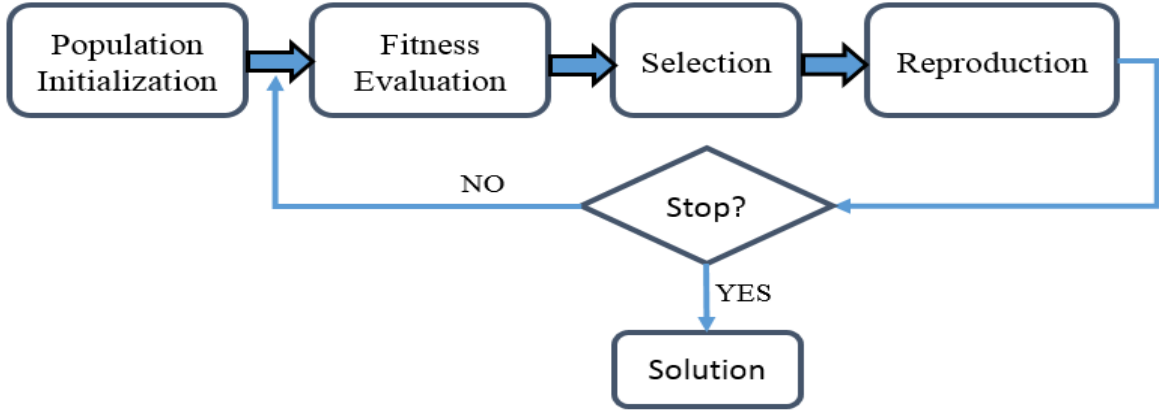 Population
Initialization
Fitness
Evaluation
Selection
Reproduction
NO
Stop?
YES
Solution